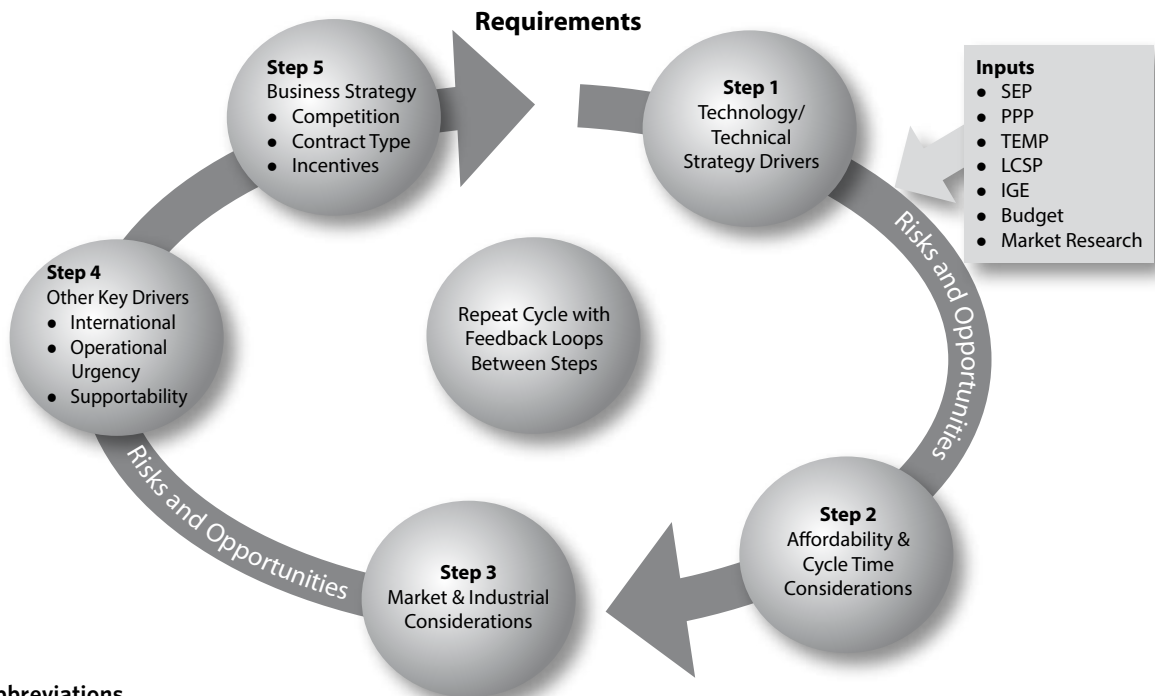 Requirements
Step 1
Technology/
Technical
Strategy Drivers
Inputs
● SEP
● PPP
● TEMP
● LCSP
● IGE
● Budget
● Market Research
Risks and Opportunities
Step 2
Affordability &
Cycle Time
Considerations
Step 3
Market & Industrial
Considerations
Risks and Opportunities
Step 4
Other Key Drivers
● International
● Operational
Urgency
● Supportability
Step 5
Business Strategy
● Competition
● Contract Type
● Incentives
Repeat Cycle with
Feedback Loops
Between Steps